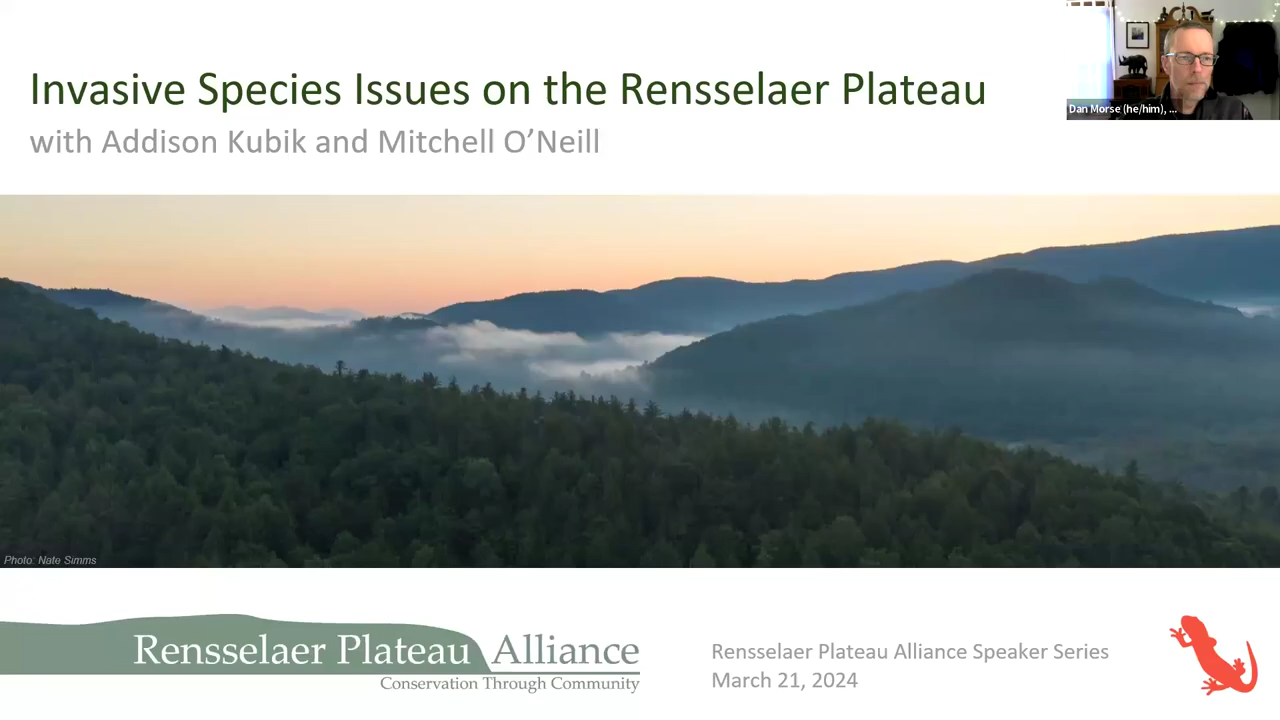 Invasive Species Issues on the Rensselaer Plateau
with Addison Kubik and Mitchell O’Neill
Dan Morse (he/him), ...
Photo: Nate Simms
Rensselaer Plateau Alliance
Conservation Through Community
Rensselaer Plateau Alliance Speaker Series
March 21, 2024